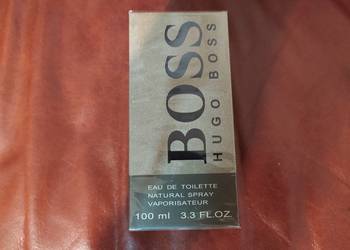 BOSS
HUGO BOSS
EAU DE TOILETTE
NATURAL SPRAY
VAPORISATEUR
100 ml 3.3 FL.OZ.